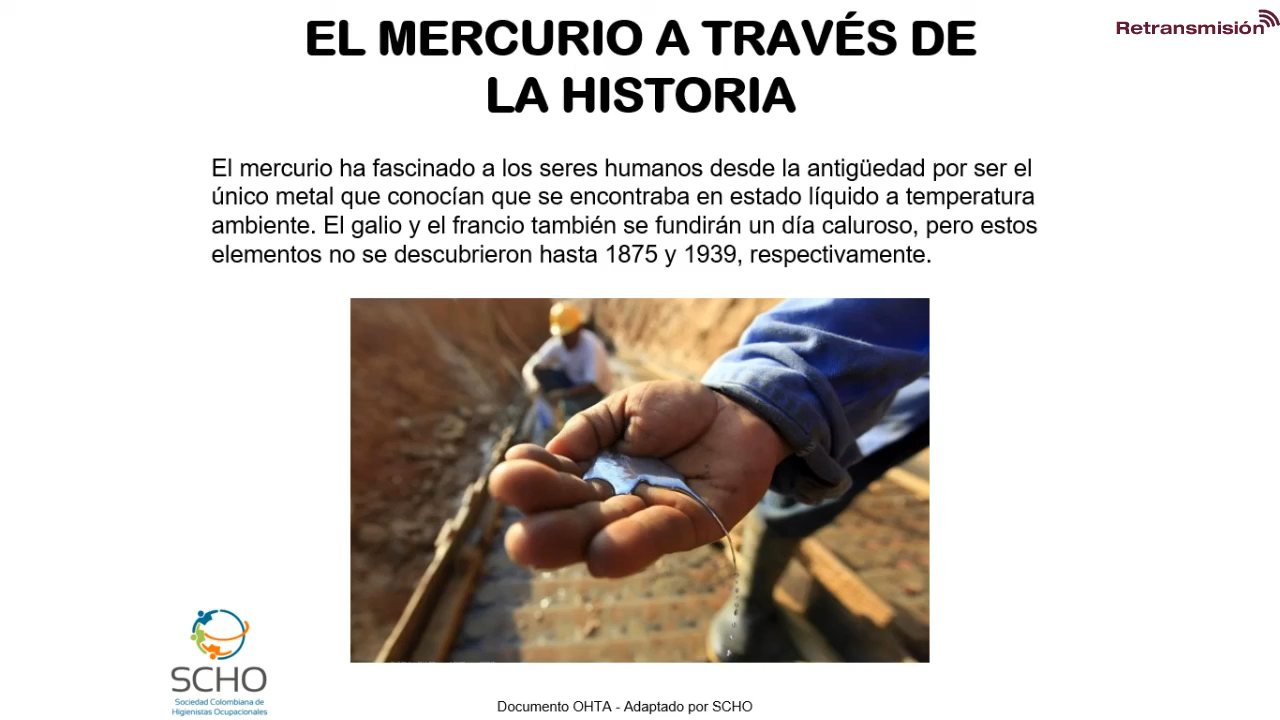 EL MERCURIO A TRAVÉS DE
LA HISTORIA
Retransmisión
El mercurio ha fascinado a los seres humanos desde la antigüedad por ser el
único metal que conocían que se encontraba en estado líquido a temperatura
ambiente. El galio y el francio también se fundirán un día caluroso, pero estos
elementos no se descubrieron hasta 1875 y 1939, respectivamente.
SCHO
Sociedad Colombiana de
Higienistas Ocupacionales
Documento OHTA - Adaptado por SCHO